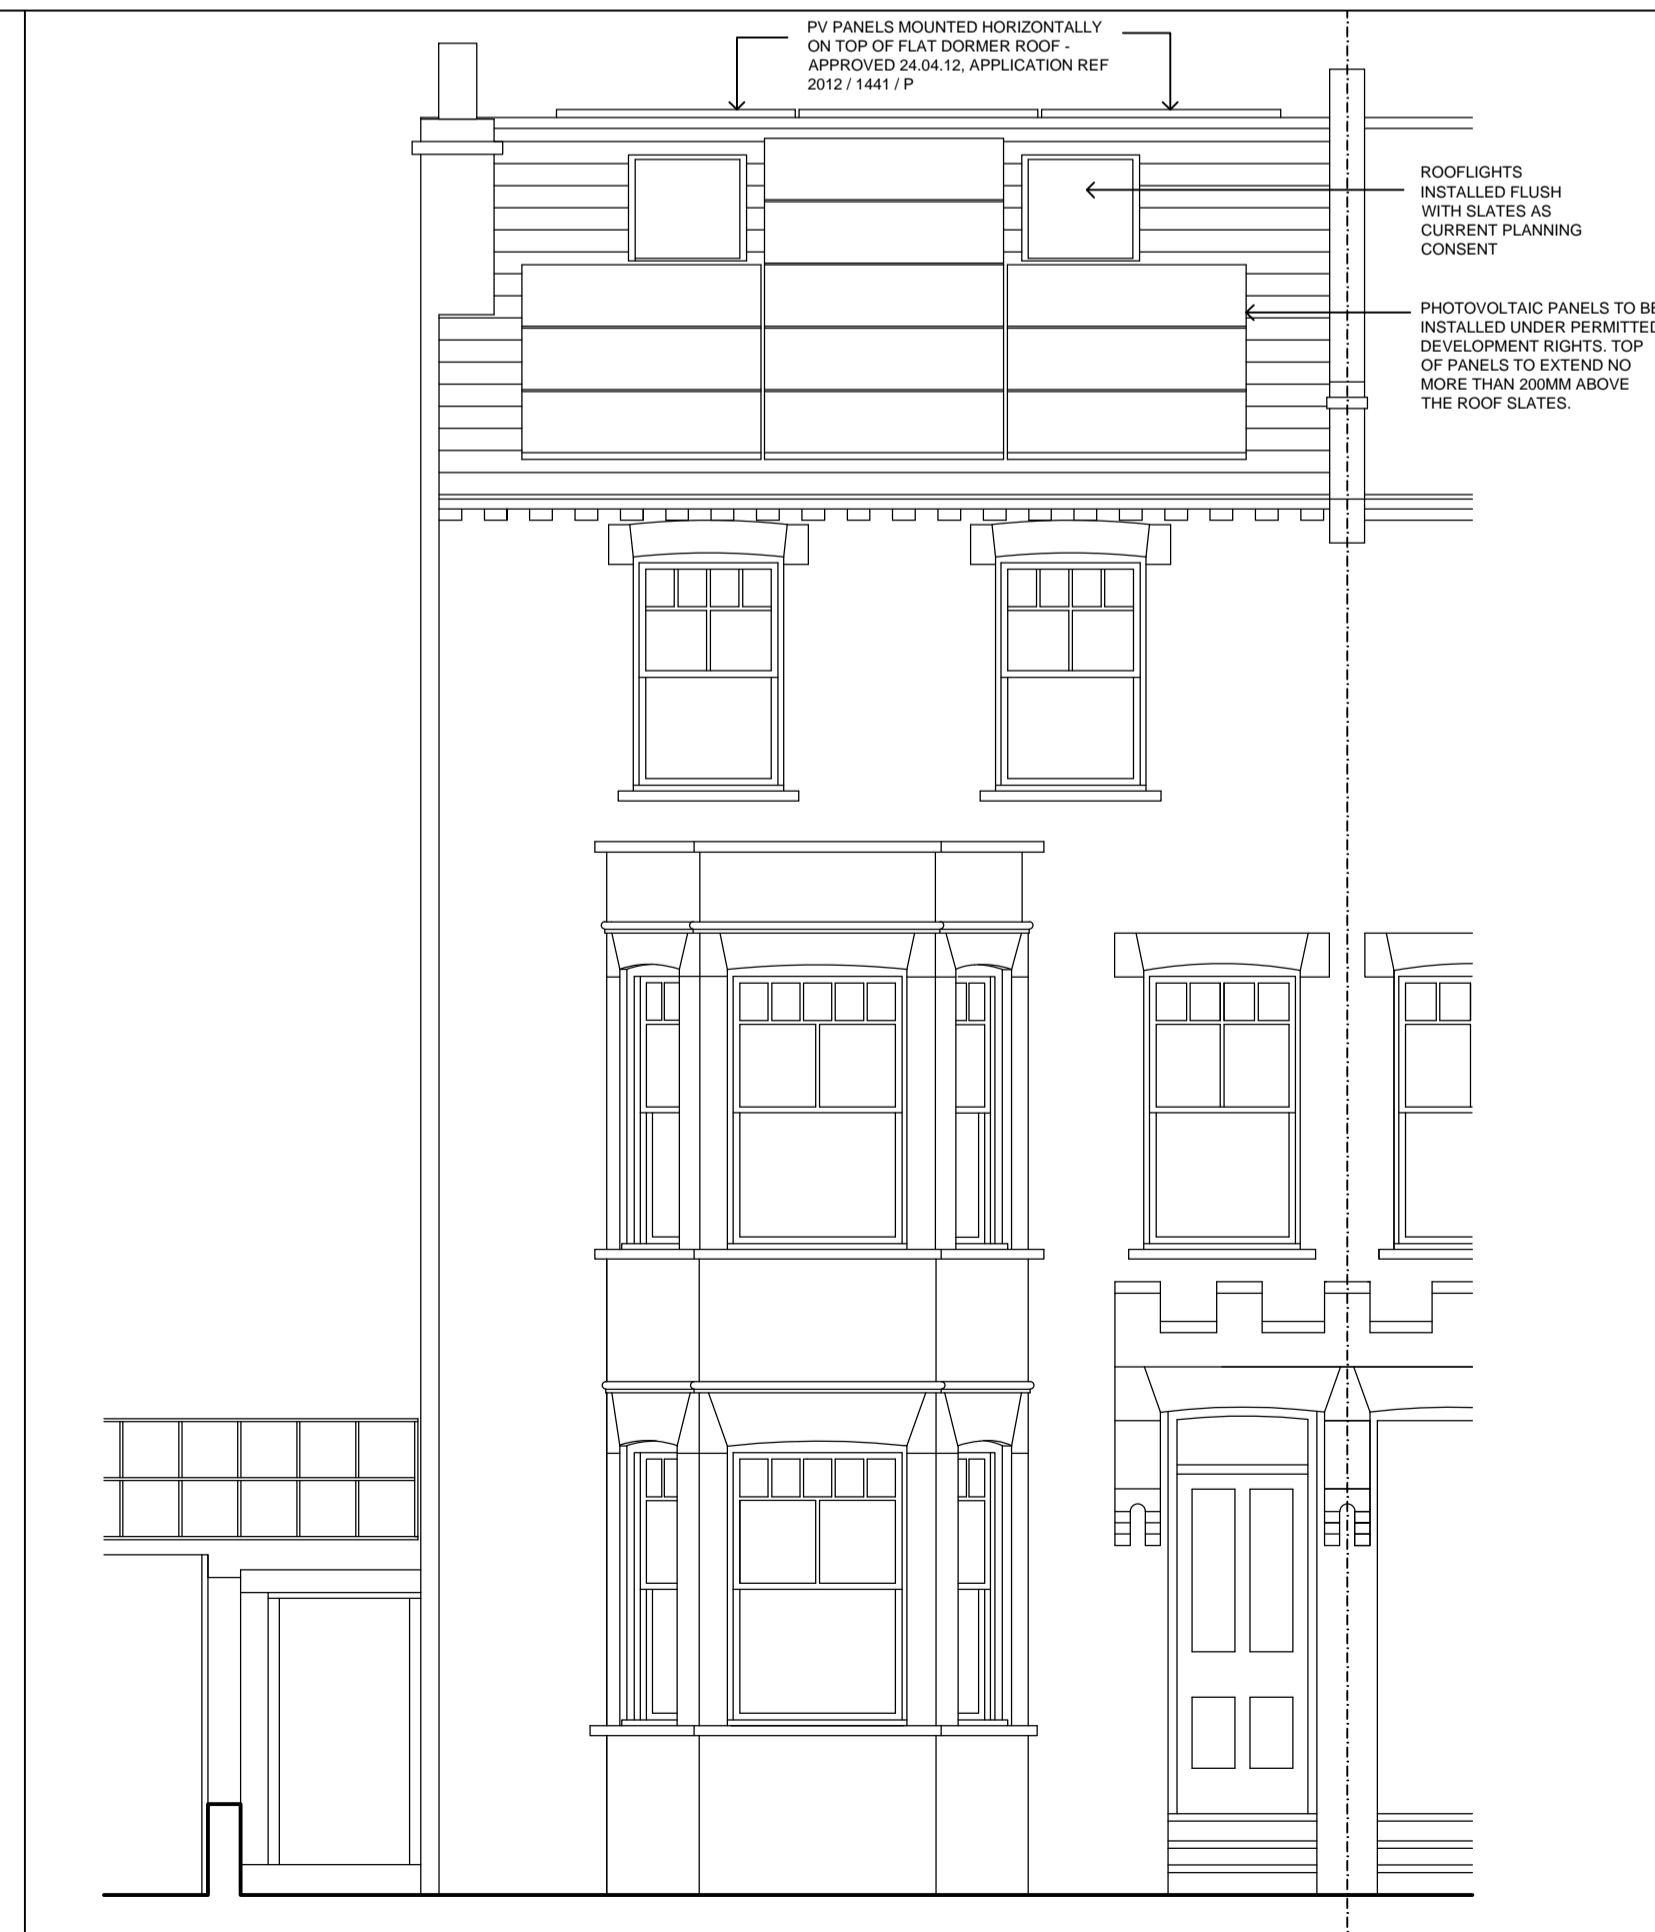 PV PANELS MOUNTED HORIZONTALLY
ON TOP OF FLAT DORMER ROOF -
APPROVED 24.04.12, APPLICATION REF
2012 / 1441 / P
ROOFLIGHTS
INSTALLED FLUSH
WITH SLATES AS
CURRENT PLANNING
CONSENT
PHOTOVOLTAIC PANELS TO BE
INSTALLED UNDER PERMITTED
DEVELOPMENT RIGHTS. TOP
OF PANELS TO EXTEND NO
MORE THAN 200MM ABOVE
THE ROOF SLATES.